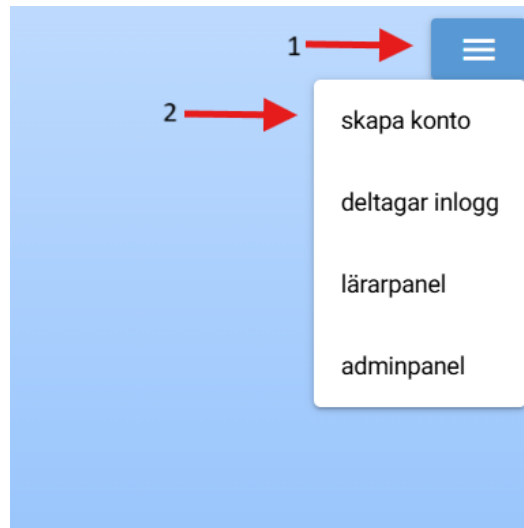 1
2
skapa konto
deltagar inlogg
lärarpanel
adminpanel